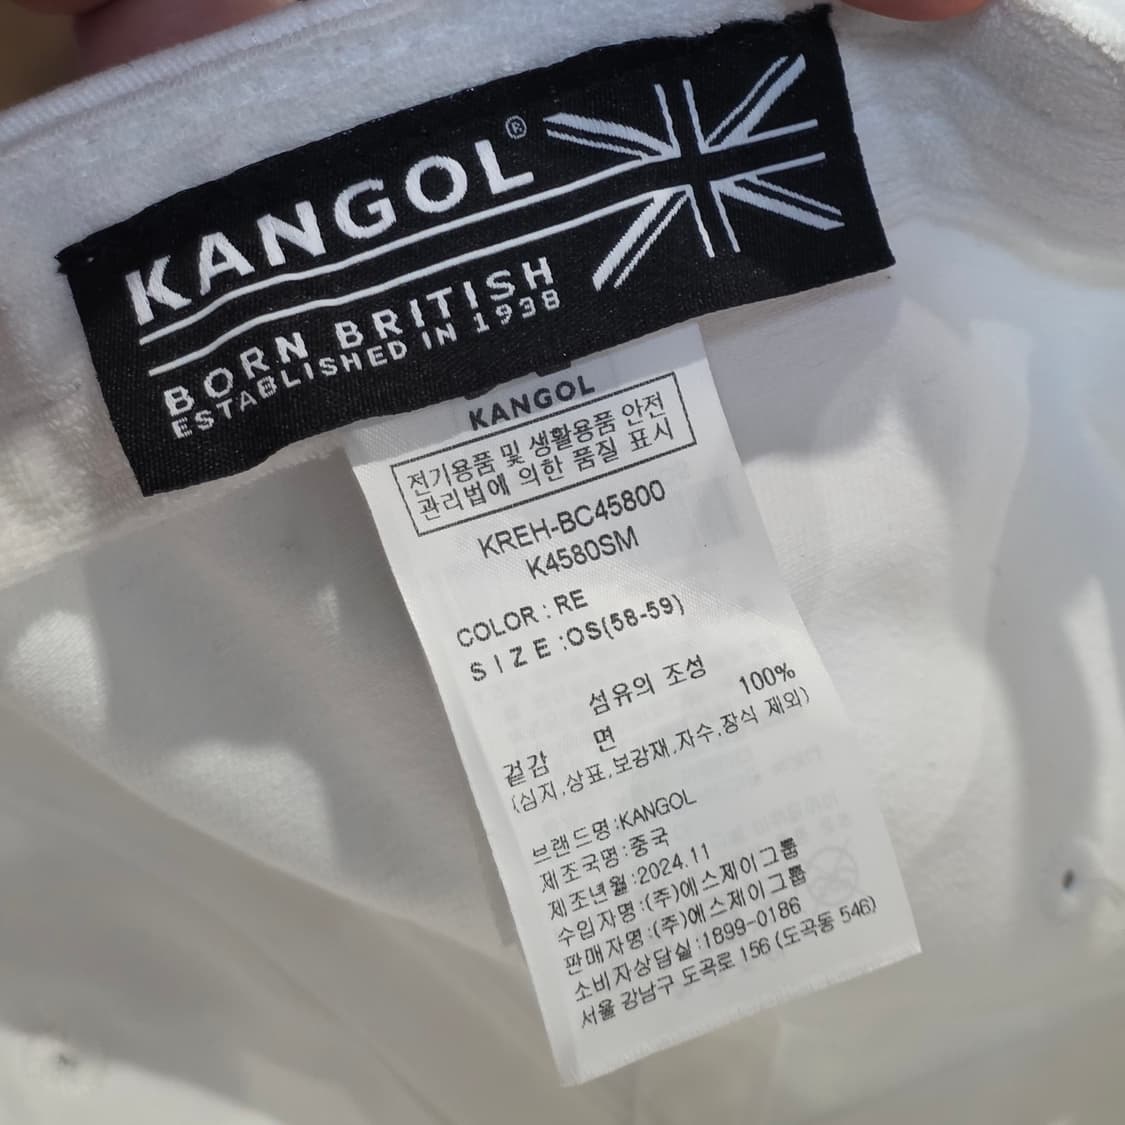 KANGOL®
BORN BRITISH
ESTABLISHED IN 1938
KANGOL
전기용품 및 생활용품 안전
관리법에 의한 품질 표시
KREH-BC45800
K4580SM
COLOR : RE
SIZE :OS(58-59)
섬유의 조성
겉감 면 100%
(심지,상표,보강재,자수,장식 제외)
브랜드명:KANGOL
제조국명:중국
제조년월:2024.11
수입자명:(주)에스제이그룹
판매자명:(주)에스제이그룹
소비자상담실:1899-0186
서울 강남구 도곡로 156 (도곡동 546)